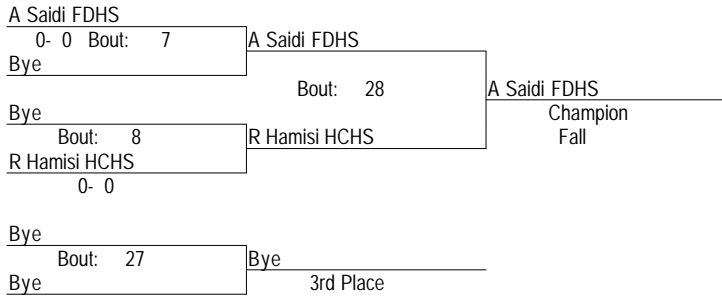 A Saidi FDHS
0- 0 Bout: 7
A Saidi FDHS
Bye
Bout: 28
A Saidi FDHS
Bye
Champion
Bout: 8
R Hamisi HCHS
Fall
R Hamisi HCHS
0- 0
Bye
Bout: 27
Bye
Bye
3rd Place